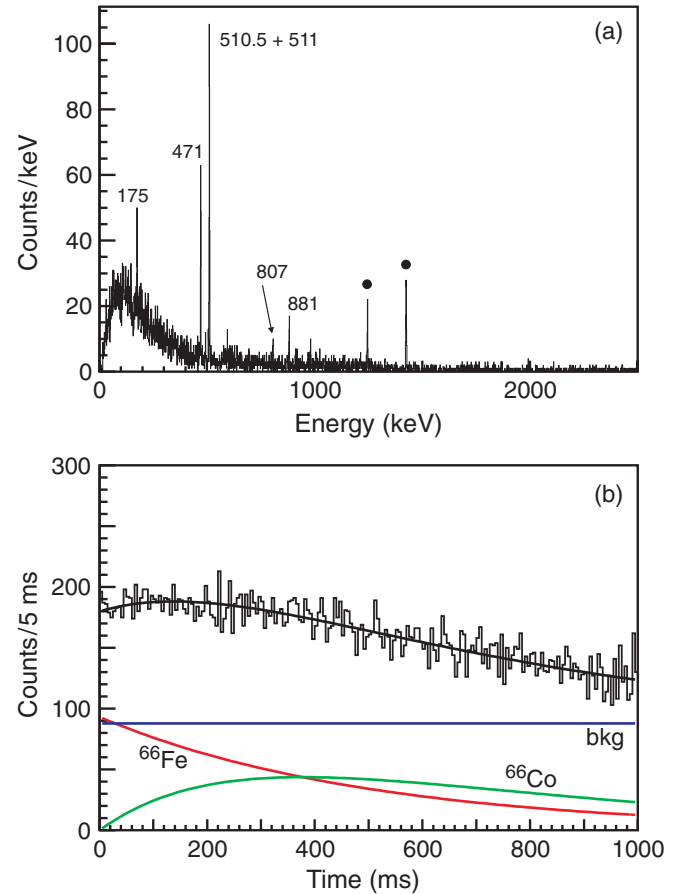 (a)
100
80
60
40
20
0
Counts/keV
510.5 + 511
471
175
807
881
0
1000
2000
Energy (keV)
(b)
300
200
100
0
Counts/5 ms
bkg
⁶⁶Fe
⁶⁶Co
0
200
400
600
800
1000
Time (ms)